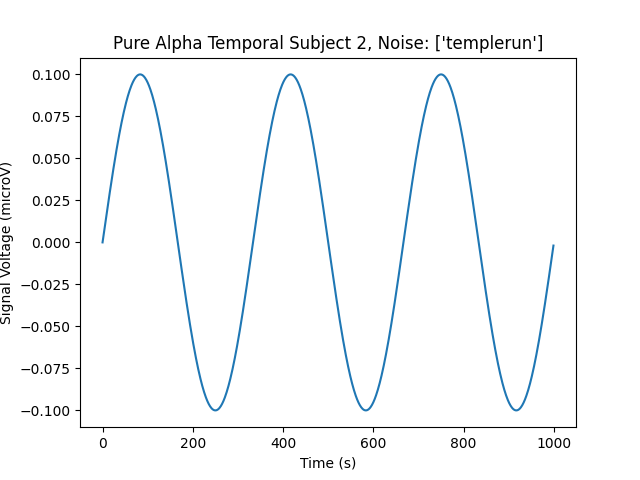 Pure Alpha Temporal Subject 2, Noise: ['templerun']
Signal Voltage (microV)
0.100
0.075
0.050
0.025
0.000
−0.025
−0.050
−0.075
−0.100
0 200 400 600 800 1000
Time (s)